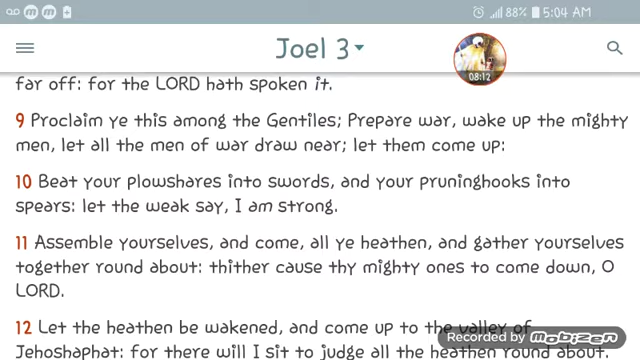 88% 5:04 AM
Joel 3
08:12
far off: for the LORD hath spoken it.
9 Proclaim ye this among the Gentiles; Prepare war, wake up the mighty
men, let all the men of war draw near; let them come up:
10 Beat your plowshares into swords, and your pruninghooks into
spears: let the weak say, I am strong.
11 Assemble yourselves, and come, all ye heathen, and gather yourselves
together round about: thither cause thy mighty ones to come down, O
LORD.
12 Let the heathen be wakened, and come up to the valley of
Recorded by Mobizen
Jehoshaphat: for there will I sit to judge all the heathen round about.